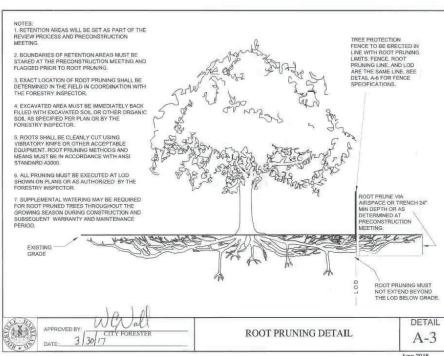 NOTES:
1. RETENTION AREAS WILL BE SET AS PART OF THE
REVIEW PROCESS AND PRECONSTRUCTION
MEETING.
2. BOUNDARIES OF RETENTION AREAS MUST BE
STAKED AT THE PRECONSTRUCTION MEETING AND
FLAGGED PRIOR TO ROOT PRUNING.
3. EXACT LOCATION OF ROOT PRUNING SHALL BE
DETERMINED IN THE FIELD IN COORDINATION WITH
THE FORESTRY INSPECTOR.
4. EXCAVATED AREA MUST BE IMMEDIATELY BACK
FILLED WITH EXCAVATED SOIL OR OTHER ORGANIC
SOIL AS SPECIFIED PER PLAN OR BY THE
FORESTRY INSPECTOR.
5. ROOTS SHALL BE CLEANLY CUT USING
VIBRATORY KNIFE OR OTHER ACCEPTABLE
EQUIPMENT. ROOT PRUNING METHODS AND
MEANS MUST BE IN ACCORDANCE WITH ANSI
STANDARD A3000.
6. ALL PRUNING MUST BE EXECUTED AT LOD
SHOWN ON PLANS OR AS AUTHORIZED BY THE
FORESTRY INSPECTOR.
7. SUPPLEMENTAL WATERING MAY BE REQUIRED
FOR ROOT PRUNED TREES THROUGHOUT THE
GROWING SEASON DURING CONSTRUCTION AND
SUBSEQUENT WARRANTY AND MAINTENANCE
PERIOD.
TREE PROTECTION
FENCE TO BE ERECTED IN
LINE WITH ROOT PRUNING
LIMITS. FENCE, ROOT
PRUNING LINE, AND LOD
ARE THE SAME LINE. SEE
DETAIL A-6 FOR FENCE
SPECIFICATIONS.
ROOT PRUNE VIA
AIRSPACE OR TRENCH 24"
MIN DEPTH OR AS
DETERMINED AT
PRECONSTRUCTION
MEETING.
EXISTING
GRADE
LOD
ROOT PRUNING MUST
NOT EXTEND BEYOND
THE LOD BELOW GRADE.
APPROVED BY:
CITY FORESTER
DATE: 3/30/17
ROOT PRUNING DETAIL
DETAIL
A-3